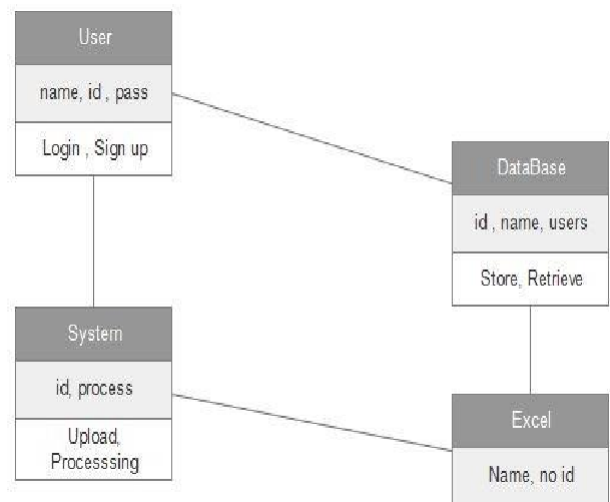 User
name, id , pass
Login , Sign up
DataBase
id , name, users
Store, Retrieve
System
id, process
Upload,
Processsing
Excel
Name, no id